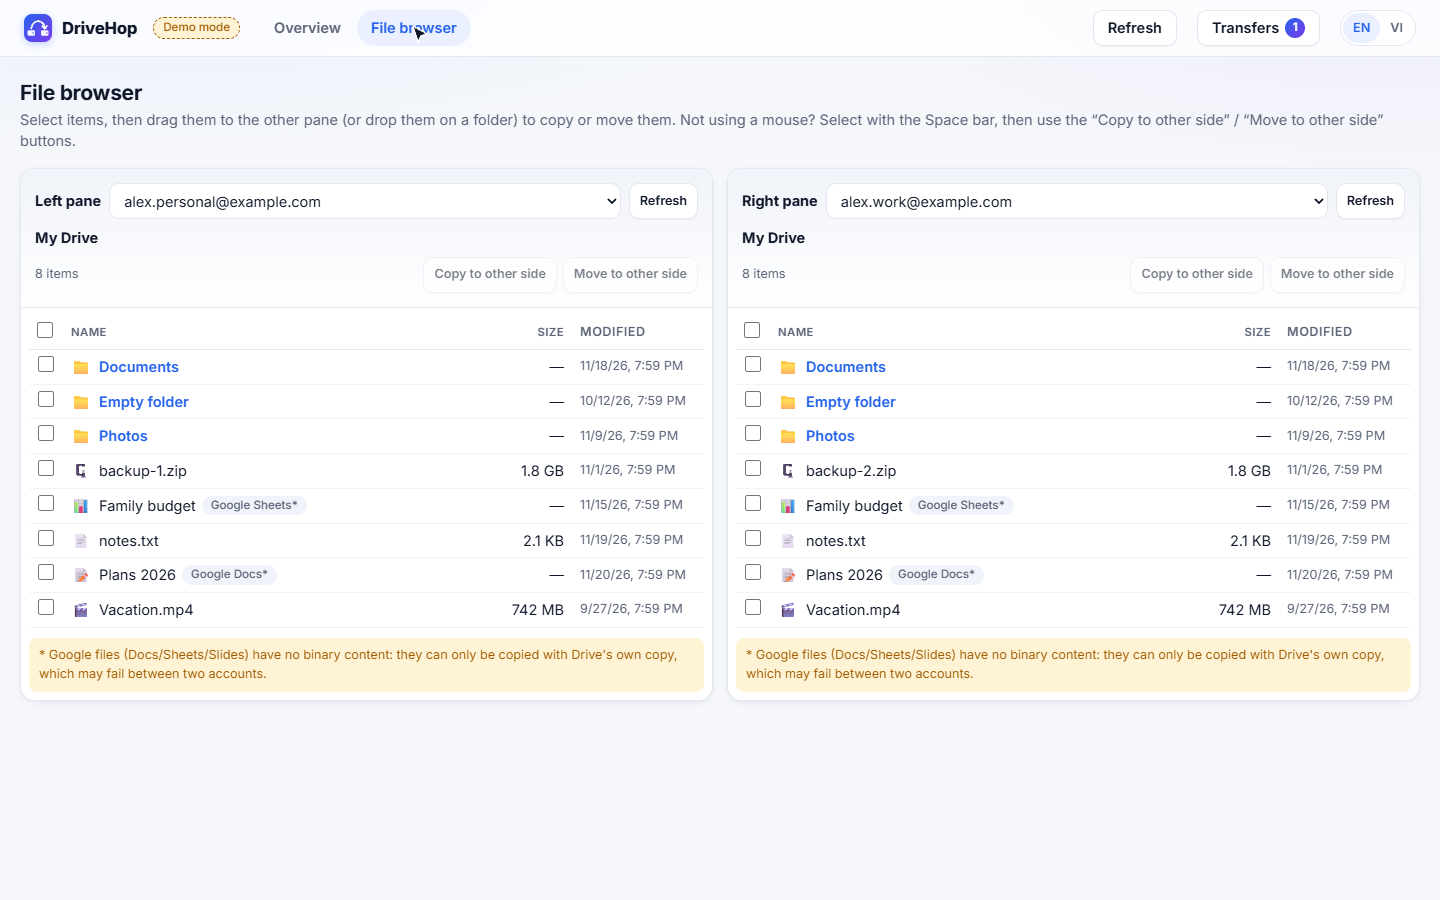 DriveHop Demo mode Overview File browser Refresh Transfers 1 EN VI
File browser
Select items, then drag them to the other pane (or drop them on a folder) to copy or move them. Not using a mouse? Select with the Space bar, then use the “Copy to other side” / “Move to other side”
buttons.
Left pane alex.personal@example.com Refresh
My Drive
8 items Copy to other side Move to other side
NAME SIZE MODIFIED
Documents — 11/18/26, 7:59 PM
Empty folder — 10/12/26, 7:59 PM
Photos — 11/9/26, 7:59 PM
backup-1.zip 1.8 GB 11/1/26, 7:59 PM
Family budget Google Sheets* — 11/15/26, 7:59 PM
notes.txt 2.1 KB 11/19/26, 7:59 PM
Plans 2026 Google Docs* — 11/20/26, 7:59 PM
Vacation.mp4 742 MB 9/27/26, 7:59 PM
* Google files (Docs/Sheets/Slides) have no binary content: they can only be copied with Drive's own copy,
which may fail between two accounts.
Right pane alex.work@example.com Refresh
My Drive
8 items Copy to other side Move to other side
NAME SIZE MODIFIED
Documents — 11/18/26, 7:59 PM
Empty folder — 10/12/26, 7:59 PM
Photos — 11/9/26, 7:59 PM
backup-2.zip 1.8 GB 11/1/26, 7:59 PM
Family budget Google Sheets* — 11/15/26, 7:59 PM
notes.txt 2.1 KB 11/19/26, 7:59 PM
Plans 2026 Google Docs* — 11/20/26, 7:59 PM
Vacation.mp4 742 MB 9/27/26, 7:59 PM
* Google files (Docs/Sheets/Slides) have no binary content: they can only be copied with Drive's own copy,
which may fail between two accounts.